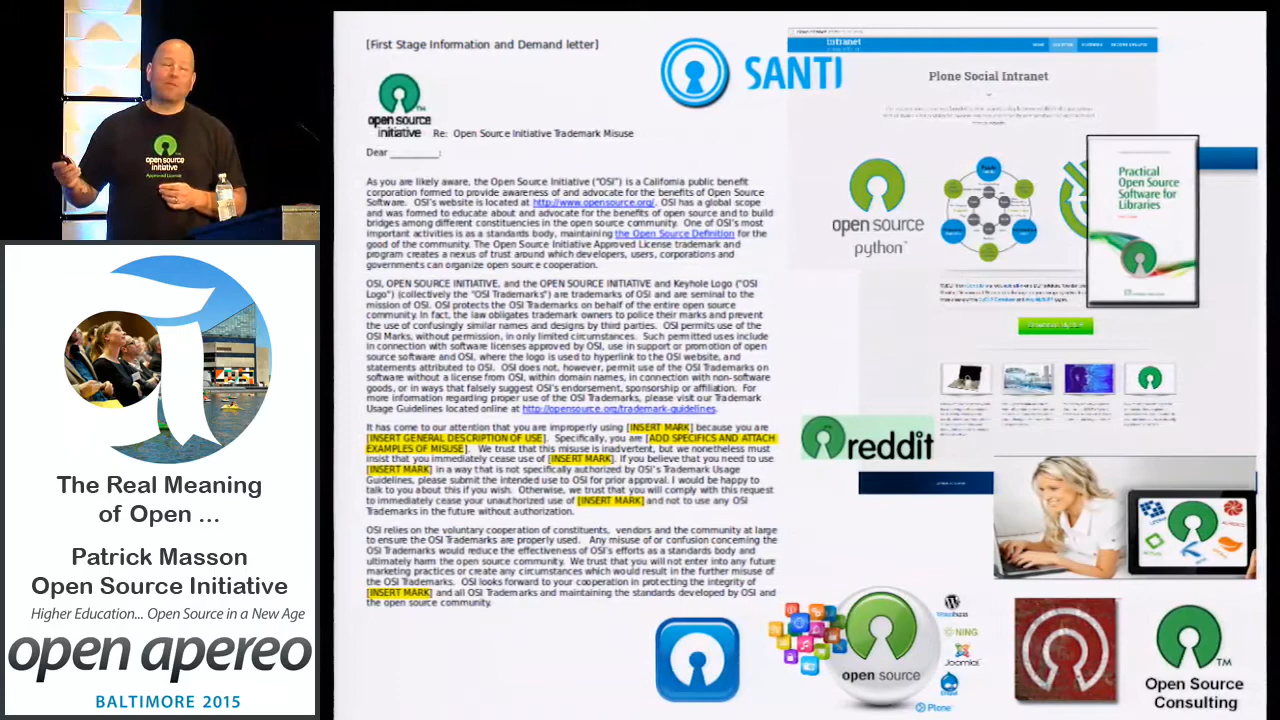 open source
initiative
Approved License
The Real Meaning
of Open ...
Patrick Masson
Open Source Initiative
Higher Education... Open Source in a New Age
open apereo
BALTIMORE 2015
[First Stage Information and Demand letter]
open source
initiative
TM
Re: Open Source Initiative Trademark Misuse
Dear __________:
As you are likely aware, the Open Source Initiative ("OSI") is a California public benefit
corporation formed to provide awareness of and advocate for the benefits of Open Source
Software. OSI's website is located at http://www.opensource.org/. OSI has a global scope
and was formed to educate about and advocate for the benefits of open source and to build
bridges among different constituencies in the open source community. One of OSI's most
important activities is as a standards body, maintaining the Open Source Definition for the
good of the community. The Open Source Initiative Approved License trademark and
program creates a nexus of trust around which developers, users, corporations and
governments can organize open source cooperation.
OSI, OPEN SOURCE INITIATIVE, and the OPEN SOURCE INITIATIVE and Keyhole Logo ("OSI
Logo") (collectively the "OSI Trademarks") are trademarks of OSI and are seminal to the
mission of OSI. OSI protects the OSI Trademarks on behalf of the entire open source
community. In fact, the law obligates trademark owners to police their marks and prevent
the use of confusingly similar names and designs by third parties. OSI permits use of the
OSI Marks, without permission, in only limited circumstances. Such permitted uses include
in connection with software licenses approved by OSI, use in support or promotion of open
source software and OSI, where the logo is used to hyperlink to the OSI website, and
statements attributed to OSI. OSI does not, however, permit use of the OSI Trademarks on
software without a license from OSI, within domain names, in connection with non-software
goods, or in ways that falsely suggest OSI's endorsement, sponsorship or affiliation. For
more information regarding proper use of the OSI Trademarks, please visit our Trademark
Usage Guidelines located online at http://opensource.org/trademark-guidelines.
It has come to our attention that you are improperly using [INSERT MARK] because you are
[INSERT GENERAL DESCRIPTION OF USE]. Specifically, you are [ADD SPECIFICS AND ATTACH
EXAMPLES OF MISUSE]. We trust that this misuse is inadvertent, but we nonetheless must
insist that you immediately cease use of [INSERT MARK]. If you believe that you need to use
[INSERT MARK] in a way that is not specifically authorized by OSI's Trademark Usage
Guidelines, please submit the intended use to OSI for prior approval. I would be happy to
talk to you about this if you wish. Otherwise, we trust that you will comply with this request
to immediately cease your unauthorized use of [INSERT MARK] and not to use any OSI
Trademarks in the future without authorization.
OSI relies on the voluntary cooperation of constituents, vendors and the community at large
to ensure the OSI Trademarks are properly used. Any misuse of or confusion concerning the
OSI Trademarks would reduce the effectiveness of OSI's efforts as a standards body and
ultimately harm the open source community. We trust that you will not enter into any future
marketing practices or create any circumstances which would result in the further misuse of
the OSI Trademarks. OSI looks forward to your cooperation in protecting the integrity of
[INSERT MARK] and all OSI Trademarks and maintaining the standards developed by OSI and
the open source community.
SANTI
Intranet
Plone Social Intranet
open source
python™
Practical
Open Source
Software for
Libraries
reddit
open source
NING
Joomla!
Drupal
Plone
TM
Open Source
Consulting